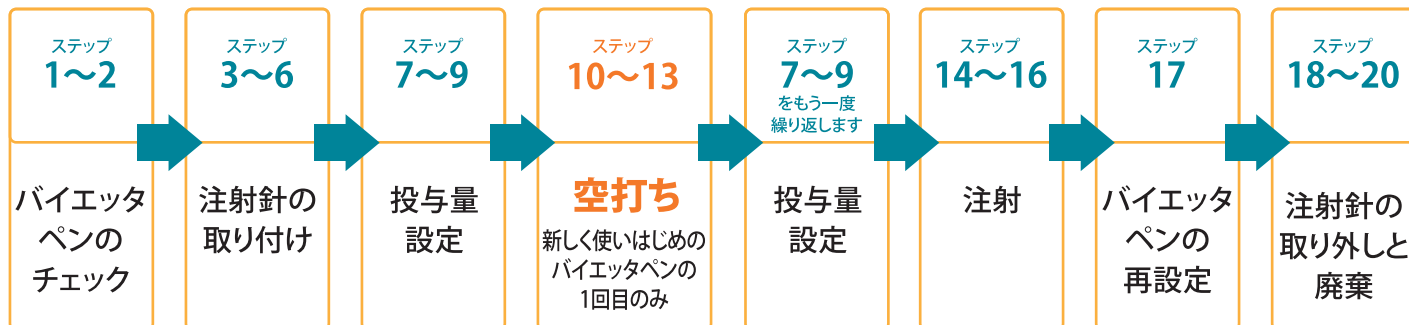 ステップ
1～2
バイエッタ
ペンの
チェック
ステップ
3～6
注射針の
取り付け
ステップ
7～9
投与量
設定
ステップ
10～13
空打ち
新しく使いはじめの
バイエッタペンの
1回目のみ
ステップ
7～9
をもう一度
繰り返します
投与量
設定
ステップ
14～16
注射
ステップ
17
バイエッタ
ペンの
再設定
ステップ
18～20
注射針の
取り外しと
廃棄